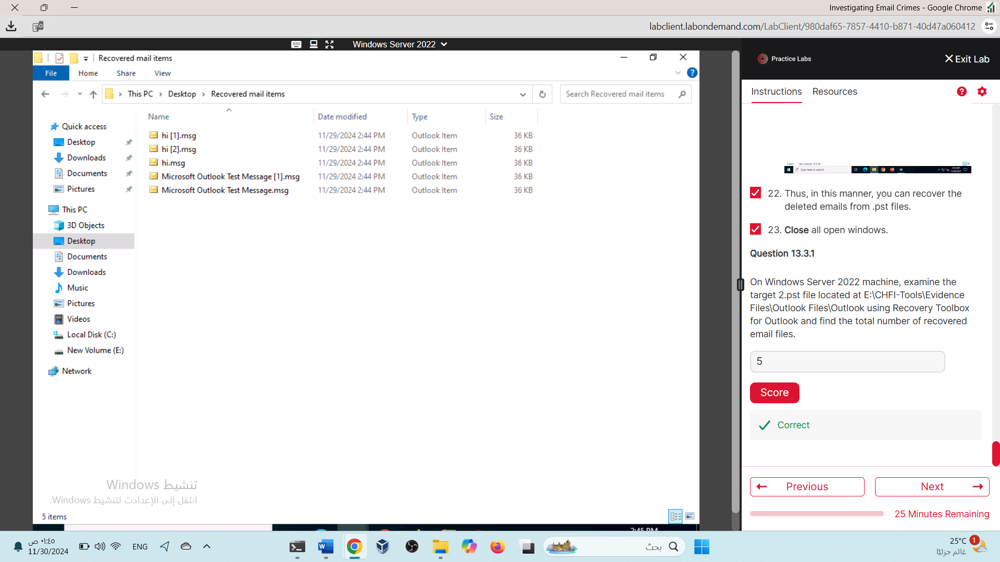 Investigating Email Crimes - Google Chrome
labclient.labondemand.com/LabClient/980daf65-7857-4410-b871-40d47a060412
Windows Server 2022
Recovered mail items
File Home Share View
This PC > Desktop > Recovered mail items
Search Recovered mail items
Name Date modified Type Size
hi [1].msg 11/29/2024 2:44 PM Outlook Item 36 KB
hi [2].msg 11/29/2024 2:44 PM Outlook Item 36 KB
hi.msg 11/29/2024 2:44 PM Outlook Item 36 KB
Microsoft Outlook Test Message [1].msg 11/29/2024 2:44 PM Outlook Item 36 KB
Microsoft Outlook Test Message.msg 11/29/2024 2:44 PM Outlook Item 36 KB
Quick access
Desktop
Downloads
Documents
Pictures
This PC
3D Objects
Desktop
Documents
Downloads
Music
Pictures
Videos
Local Disk (C:)
New Volume (E:)
Network
تنشيط Windows
انتقل إلى الإعدادت لتنشيط Windows.
5 items
2:45 PM
Practice Labs
Exit Lab
Instructions Resources
Type here to search
22. Thus, in this manner, you can recover the
deleted emails from .pst files.
23. Close all open windows.
Question 13.3.1
On Windows Server 2022 machine, examine the
target 2.pst file located at E:\CHFI-Tools\Evidence
Files\Outlook Files\Outlook using Recovery Toolbox
for Outlook and find the total number of recovered
email files.
5
Score
Correct
Previous
Next
25 Minutes Remaining
٠١:٤٥ ص
11/30/2024
ENG
بحث
25°C
غائم جزئيًا
1